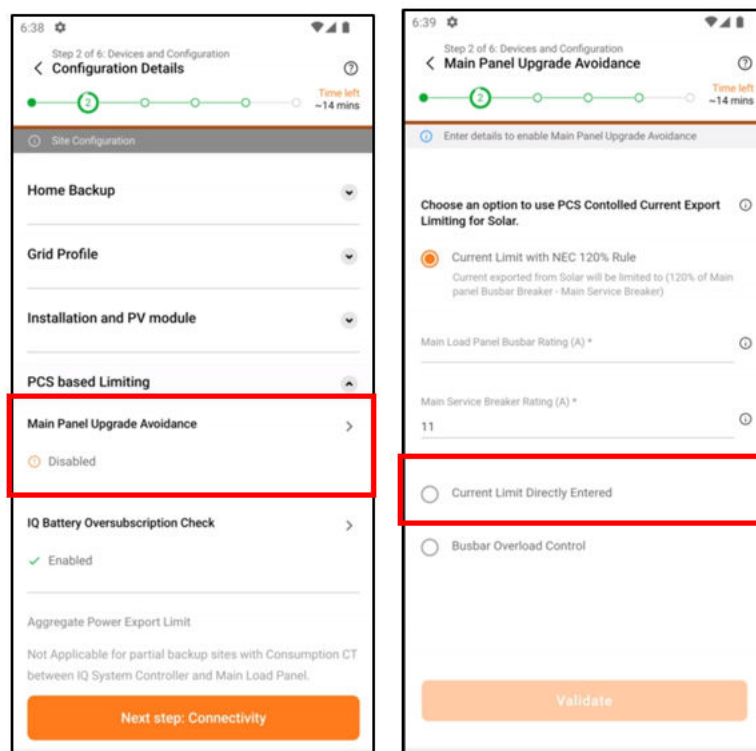 6:38
Step 2 of 6: Devices and Configuration
Configuration Details
2
Time left
~14 mins
Site Configuration
Home Backup
Grid Profile
Installation and PV module
PCS based Limiting
Main Panel Upgrade Avoidance
Disabled
IQ Battery Oversubscription Check
Enabled
Aggregate Power Export Limit
Not Applicable for partial backup sites with Consumption CT
between IQ System Controller and Main Load Panel.
Next step: Connectivity
6:39
Step 2 of 6: Devices and Configuration
Main Panel Upgrade Avoidance
2
Time left
~14 mins
Enter details to enable Main Panel Upgrade Avoidance
Choose an option to use PCS Contolled Current Export
Limiting for Solar.
Current Limit with NEC 120% Rule
Current exported from Solar will be limited to (120% of Main
panel Busbar Breaker - Main Service Breaker)
Main Load Panel Busbar Rating (A) *
Main Service Breaker Rating (A) *
11
Current Limit Directly Entered
Busbar Overload Control
Validate